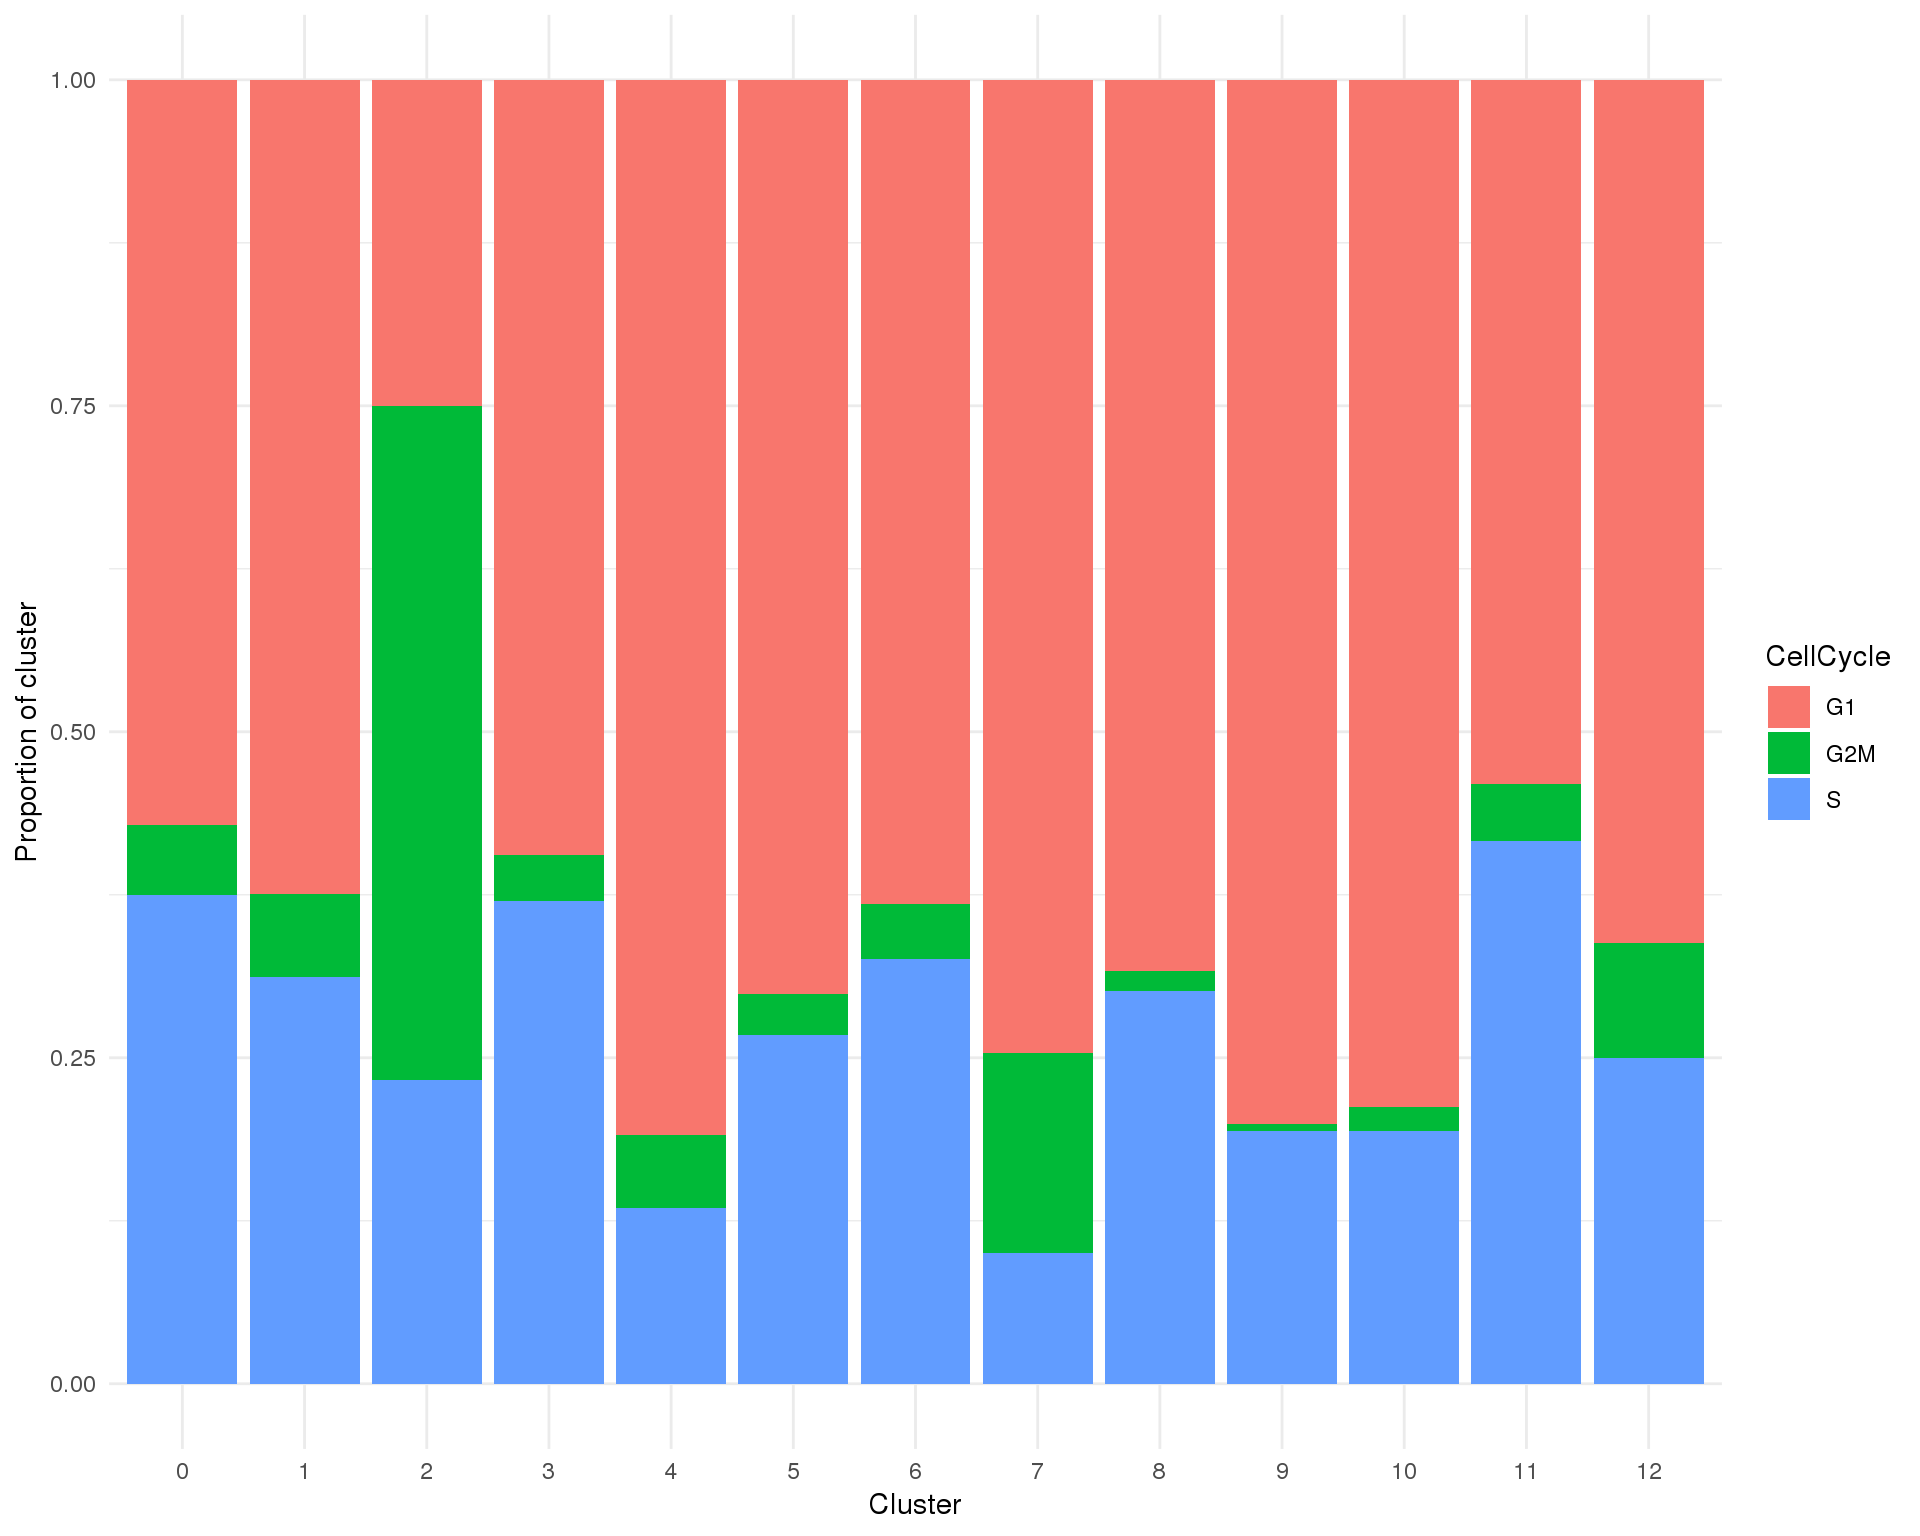 1.00
0.75
0.50
0.25
0.00
Proportion of cluster
0 1 2 3 4 5 6 7 8 9 10 11 12
Cluster
CellCycle
G1
G2M
S